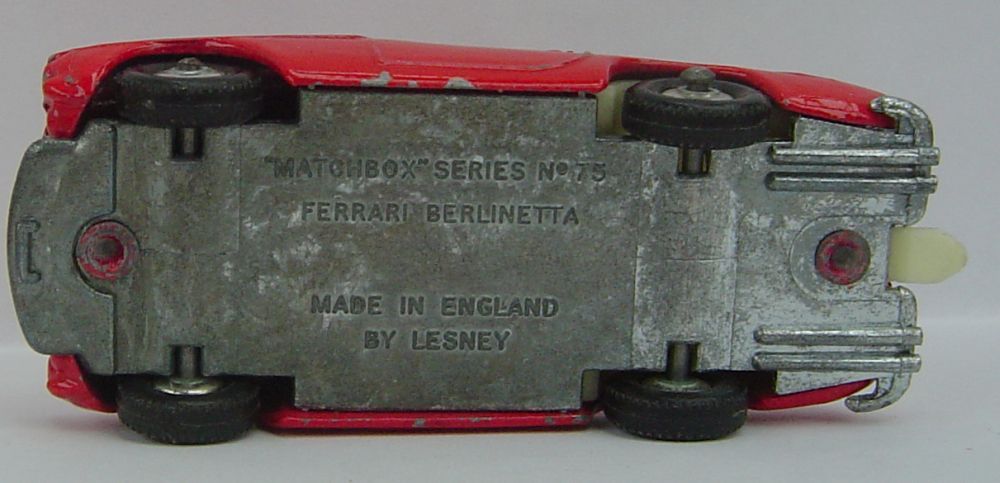 "MATCHBOX" SERIES Nº 75
FERRARI BERLINETTA
MADE IN ENGLAND
BY LESNEY